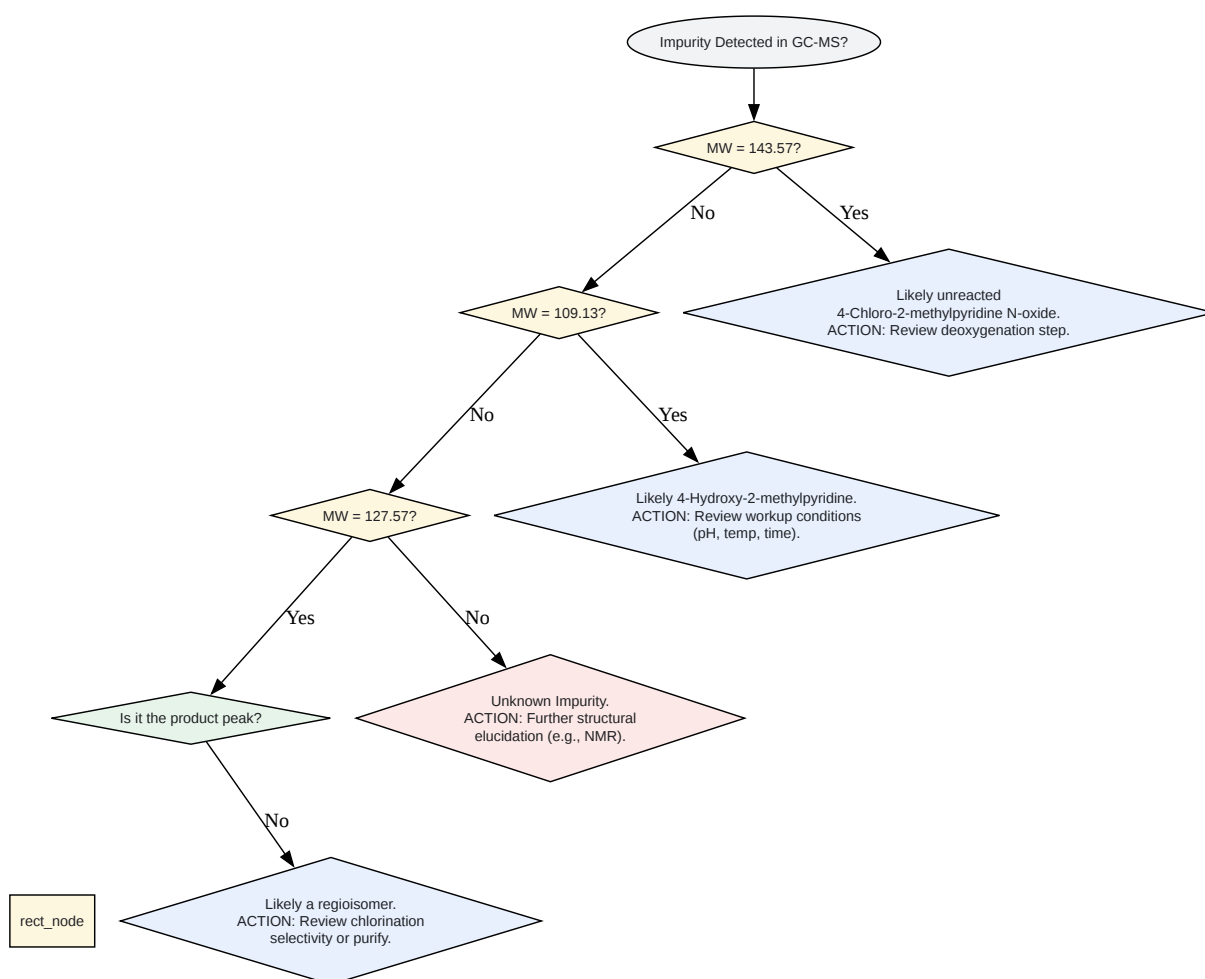 Impurity Detected in GC-MS?
MW = 143.57?
No
Yes
Likely unreacted
4-Chloro-2-methylpyridine N-oxide.
ACTION: Review deoxygenation step.
MW = 109.13?
No
Yes
Likely 4-Hydroxy-2-methylpyridine.
ACTION: Review workup conditions
(pH, temp, time).
MW = 127.57?
Yes
No
Unknown Impurity.
ACTION: Further structural
elucidation (e.g., NMR).
Is it the product peak?
No
Likely a regioisomer.
ACTION: Review chlorination
selectivity or purify.
rect_node